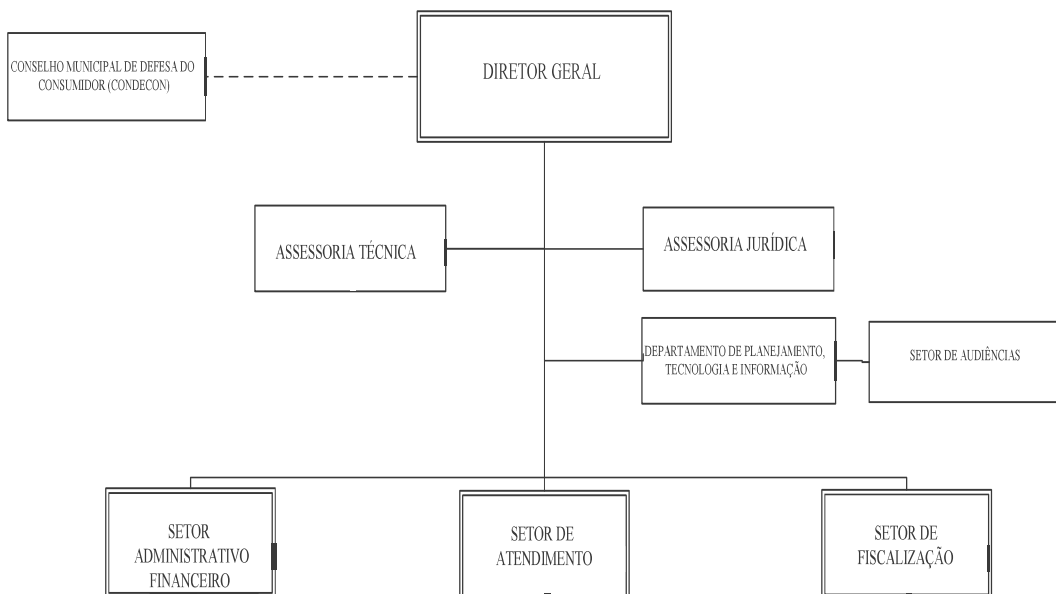 CONSELHO MUNICIPAL DE DEFESA DO
CONSUMIDOR (CONDECON)
DIRETOR GERAL
ASSESSORIA TÉCNICA
ASSESSORIA JURÍDICA
DEPARTAMENTO DE PLANEJAMENTO,
TECNOLOGIA E INFORMAÇÃO
SETOR DE AUDIÊNCIAS
SETOR
ADMINISTRATIVO
FINANCEIRO
SETOR DE
ATENDIMENTO
SETOR DE
FISCALIZAÇÃO